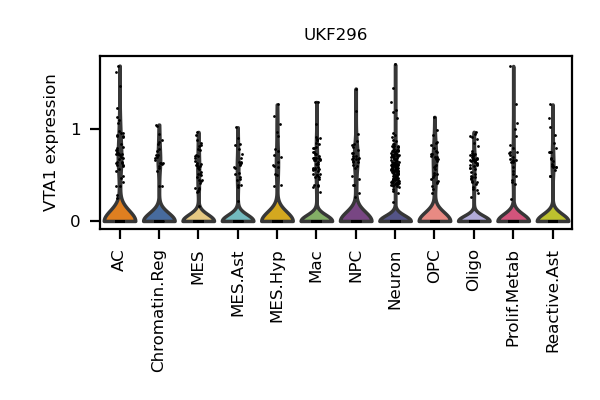 UKF296
VTA1 expression
1
0
AC
Chromatin.Reg
MES
MES.Ast
MES.Hyp
Mac
NPC
Neuron
OPC
Oligo
Prolif.Metab
Reactive.Ast